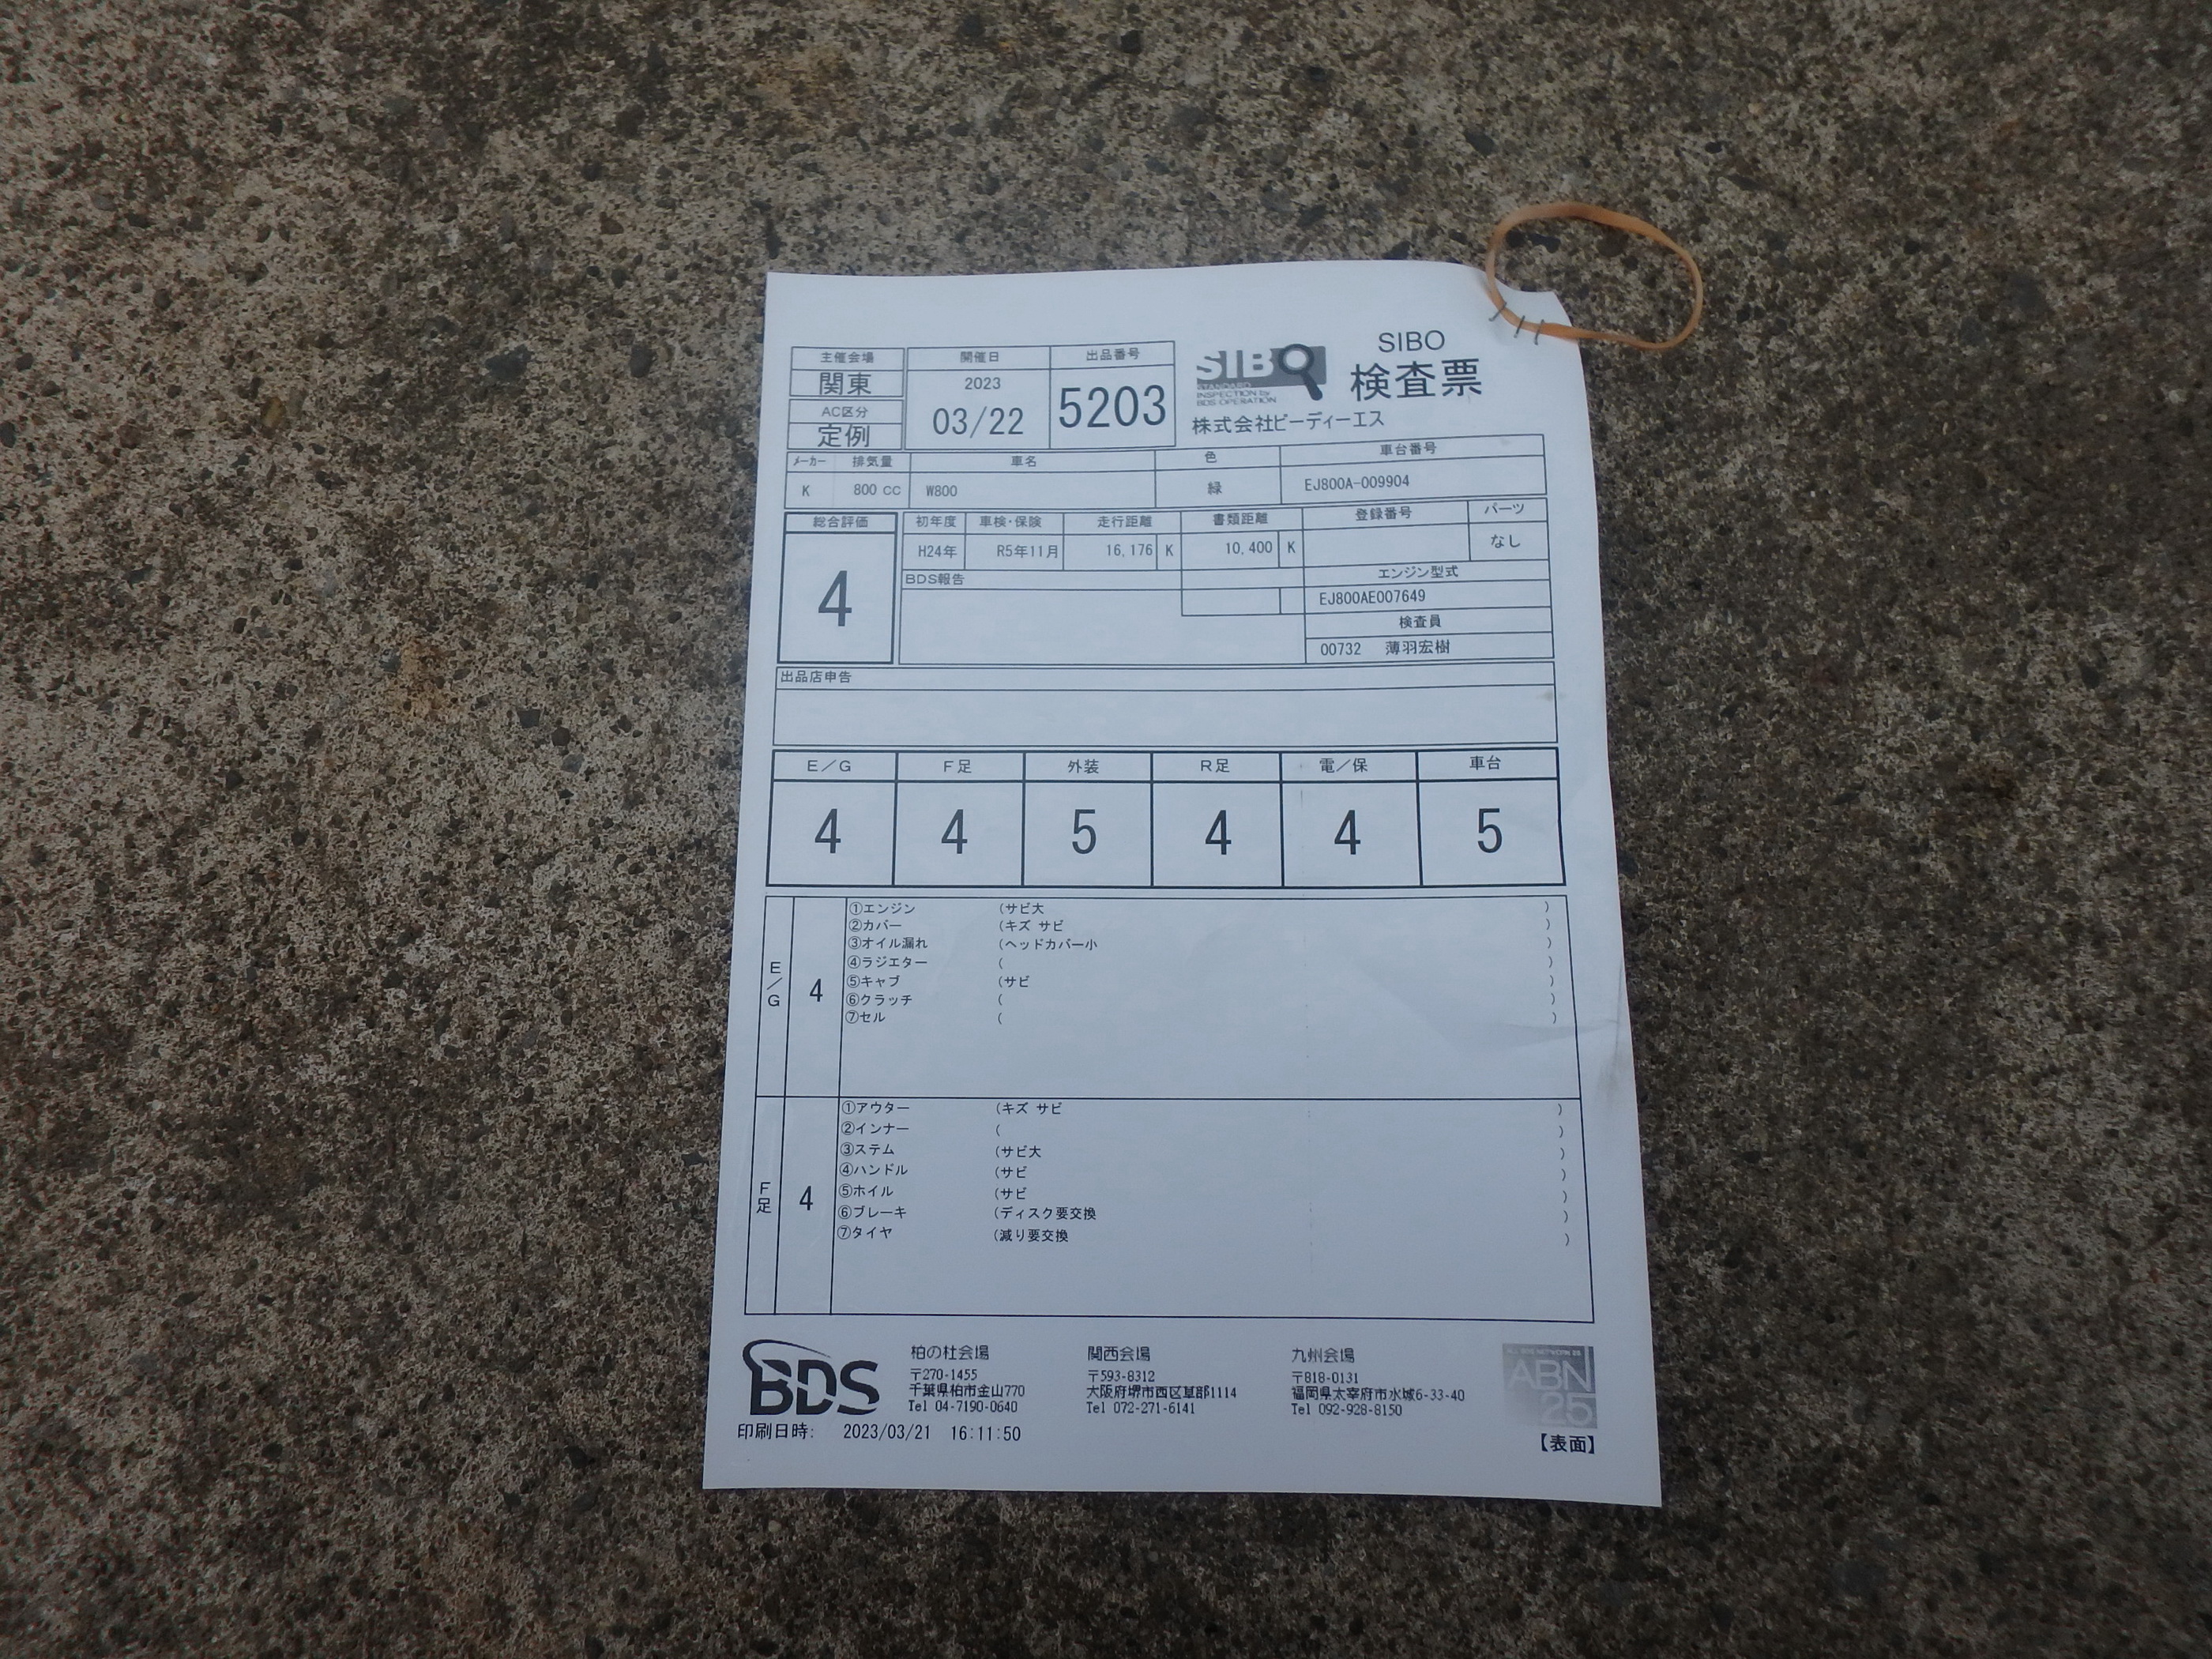 主催会場
関東
AC区分
定例
開催日
2023
03/22
出品番号
5203
SIBO
STANDARD
INSPECTION by
BDS OPERATION
SIBO
検査票
株式会社ビーディーエス
メーカー 排気量 車名 色 車台番号
K 800 cc W800 緑 EJ800A-009904
総合評価
4
初年度 車検・保険 走行距離 書類距離 登録番号 パーツ
H24年 R5年11月 16,176 K 10,400 K なし
BDS報告
エンジン型式
EJ800AE007649
検査員
00732 薄羽宏樹
出品店申告
E/G F足 外装 R足 電/保 車台
4 4 5 4 4 5
E/G
4
①エンジン (サビ大 )
②カバー (キズ サビ )
③オイル漏れ (ヘッドカバー小 )
④ラジエター ( )
⑤キャブ (サビ )
⑥クラッチ ( )
⑦セル ( )
F足
4
①アウター (キズ サビ )
②インナー ( )
③ステム (サビ大 )
④ハンドル (サビ )
⑤ホイル (サビ )
⑥ブレーキ (ディスク要交換 )
⑦タイヤ (減り要交換 )
BDS
柏の杜会場
〒270-1455
千葉県柏市金山770
Tel 04-7190-0640
関西会場
〒593-8312
大阪府堺市西区草部1114
Tel 072-271-6141
九州会場
〒818-0131
福岡県太宰府市水城6-33-40
Tel 092-928-8150
ABN
25
印刷日時: 2023/03/21 16:11:50
【表面】